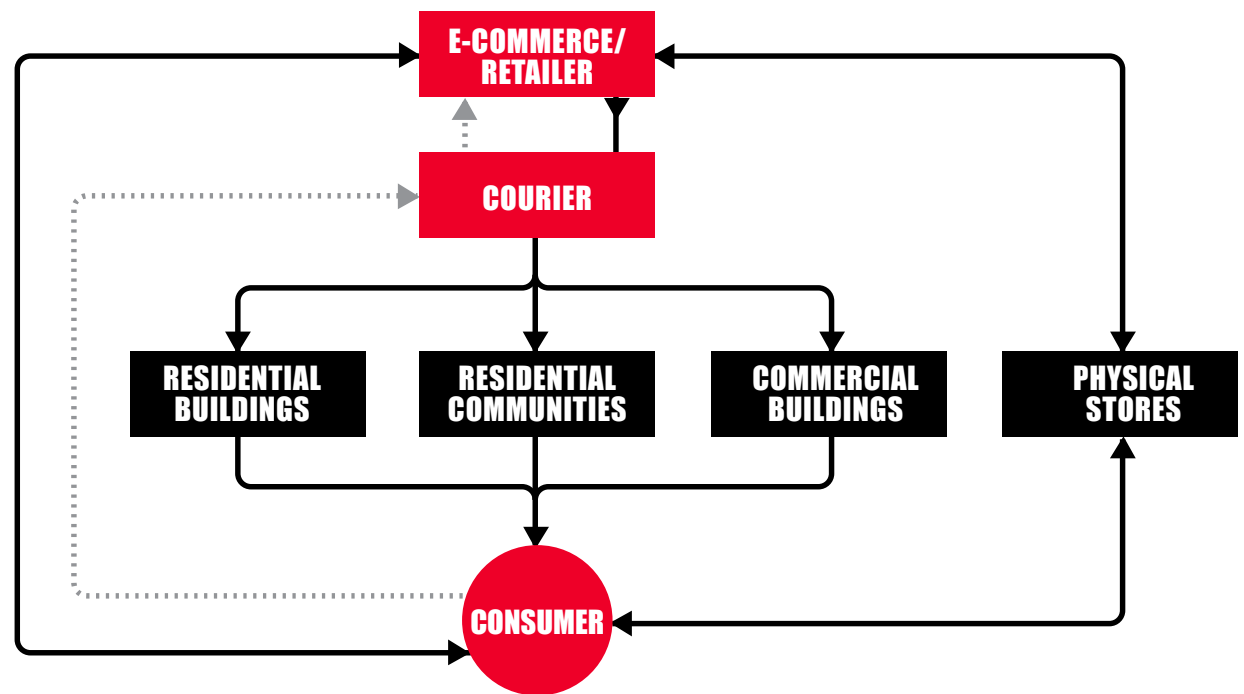 E-COMMERCE/
RETAILER
COURIER
RESIDENTIAL
BUILDINGS
RESIDENTIAL
COMMUNITIES
COMMERCIAL
BUILDINGS
PHYSICAL
STORES
CONSUMER